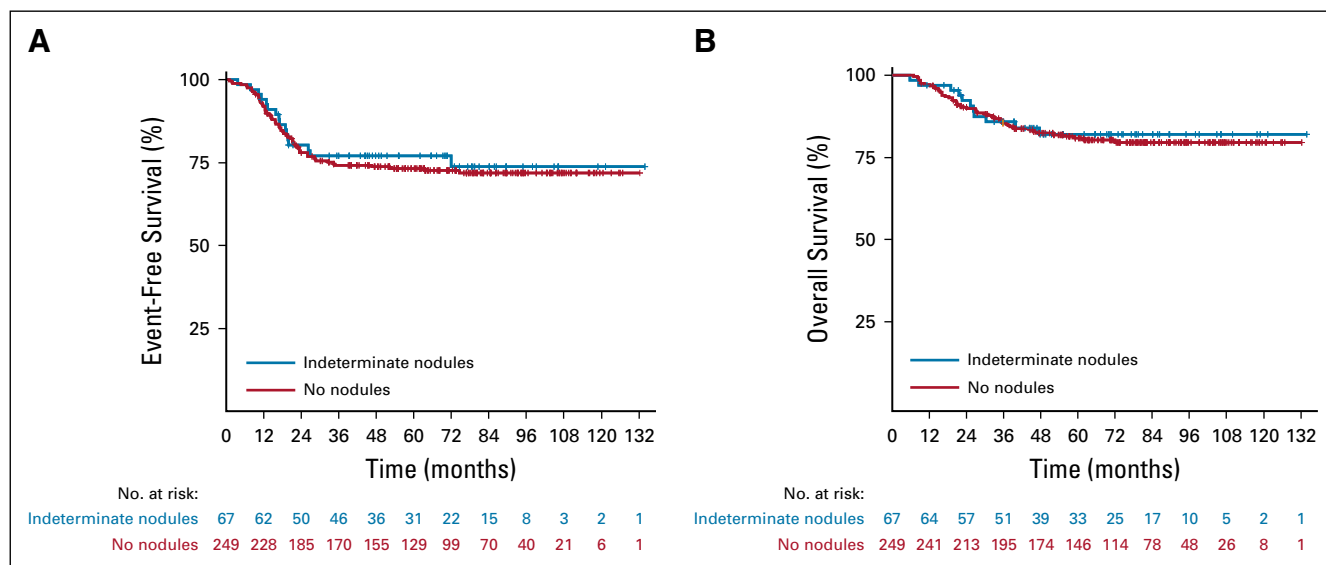 A
Event-Free Survival (%)
100
75
50
25
Indeterminate nodules
No nodules
0 12 24 36 48 60 72 84 96 108 120 132
Time (months)
No. at risk:
Indeterminate nodules 67 62 50 46 36 31 22 15 8 3 2 1
No nodules 249 228 185 170 155 129 99 70 40 21 6 1
B
Overall Survival (%)
100
75
50
25
Indeterminate nodules
No nodules
0 12 24 36 48 60 72 84 96 108 120 132
Time (months)
No. at risk:
Indeterminate nodules 67 64 57 51 39 33 25 17 10 5 2 1
No nodules 249 241 213 195 174 146 114 78 48 26 8 1